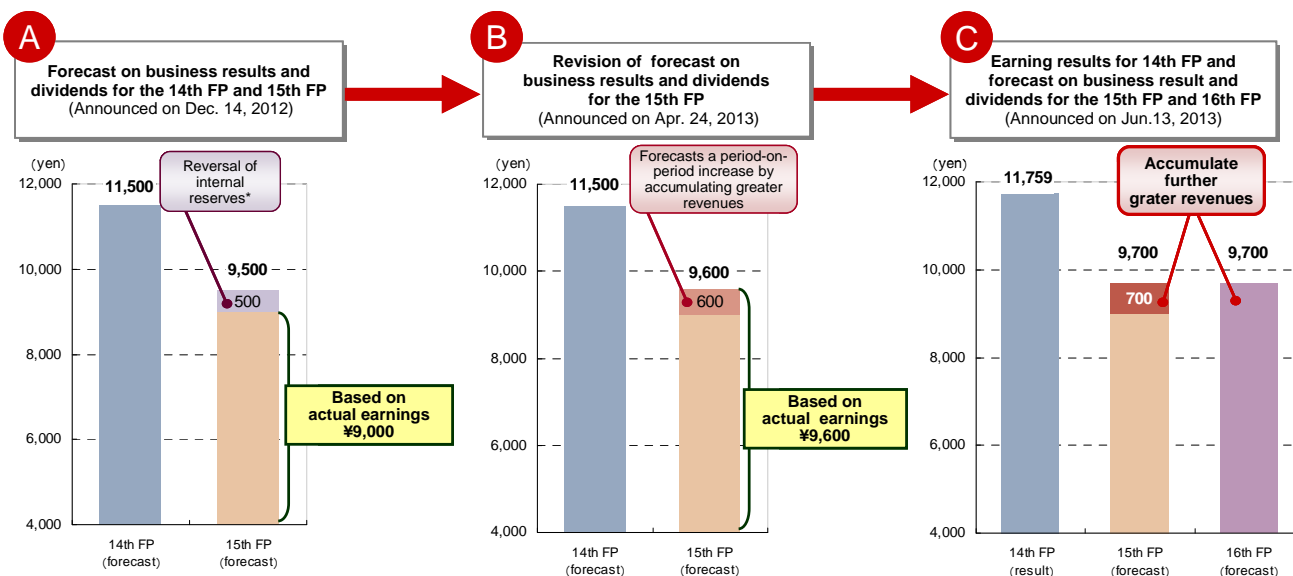 A
Forecast on business results and
dividends for the 14th FP and 15th FP
(Announced on Dec. 14, 2012)
(yen)
12,000
10,000
8,000
6,000
4,000
11,500
Reversal of
internal
reserves*
9,500
500
Based on
actual earnings
¥9,000
14th FP
(forecast)
15th FP
(forecast)
B
Revision of forecast on
business results and dividends
for the 15th FP
(Announced on Apr. 24, 2013)
(yen)
12,000
10,000
8,000
6,000
4,000
11,500
Forecasts a period-on-
period increase by
accumulating greater
revenues
9,600
600
Based on
actual earnings
¥9,600
14th FP
(forecast)
15th FP
(forecast)
C
Earning results for 14th FP and
forecast on business result and
dividends for the 15th FP and 16th FP
(Announced on Jun.13, 2013)
(yen)
12,000
10,000
8,000
6,000
4,000
11,759
Accumulate
further
grater revenues
9,700
9,700
700
14th FP
(result)
15th FP
(forecast)
16th FP
(forecast)